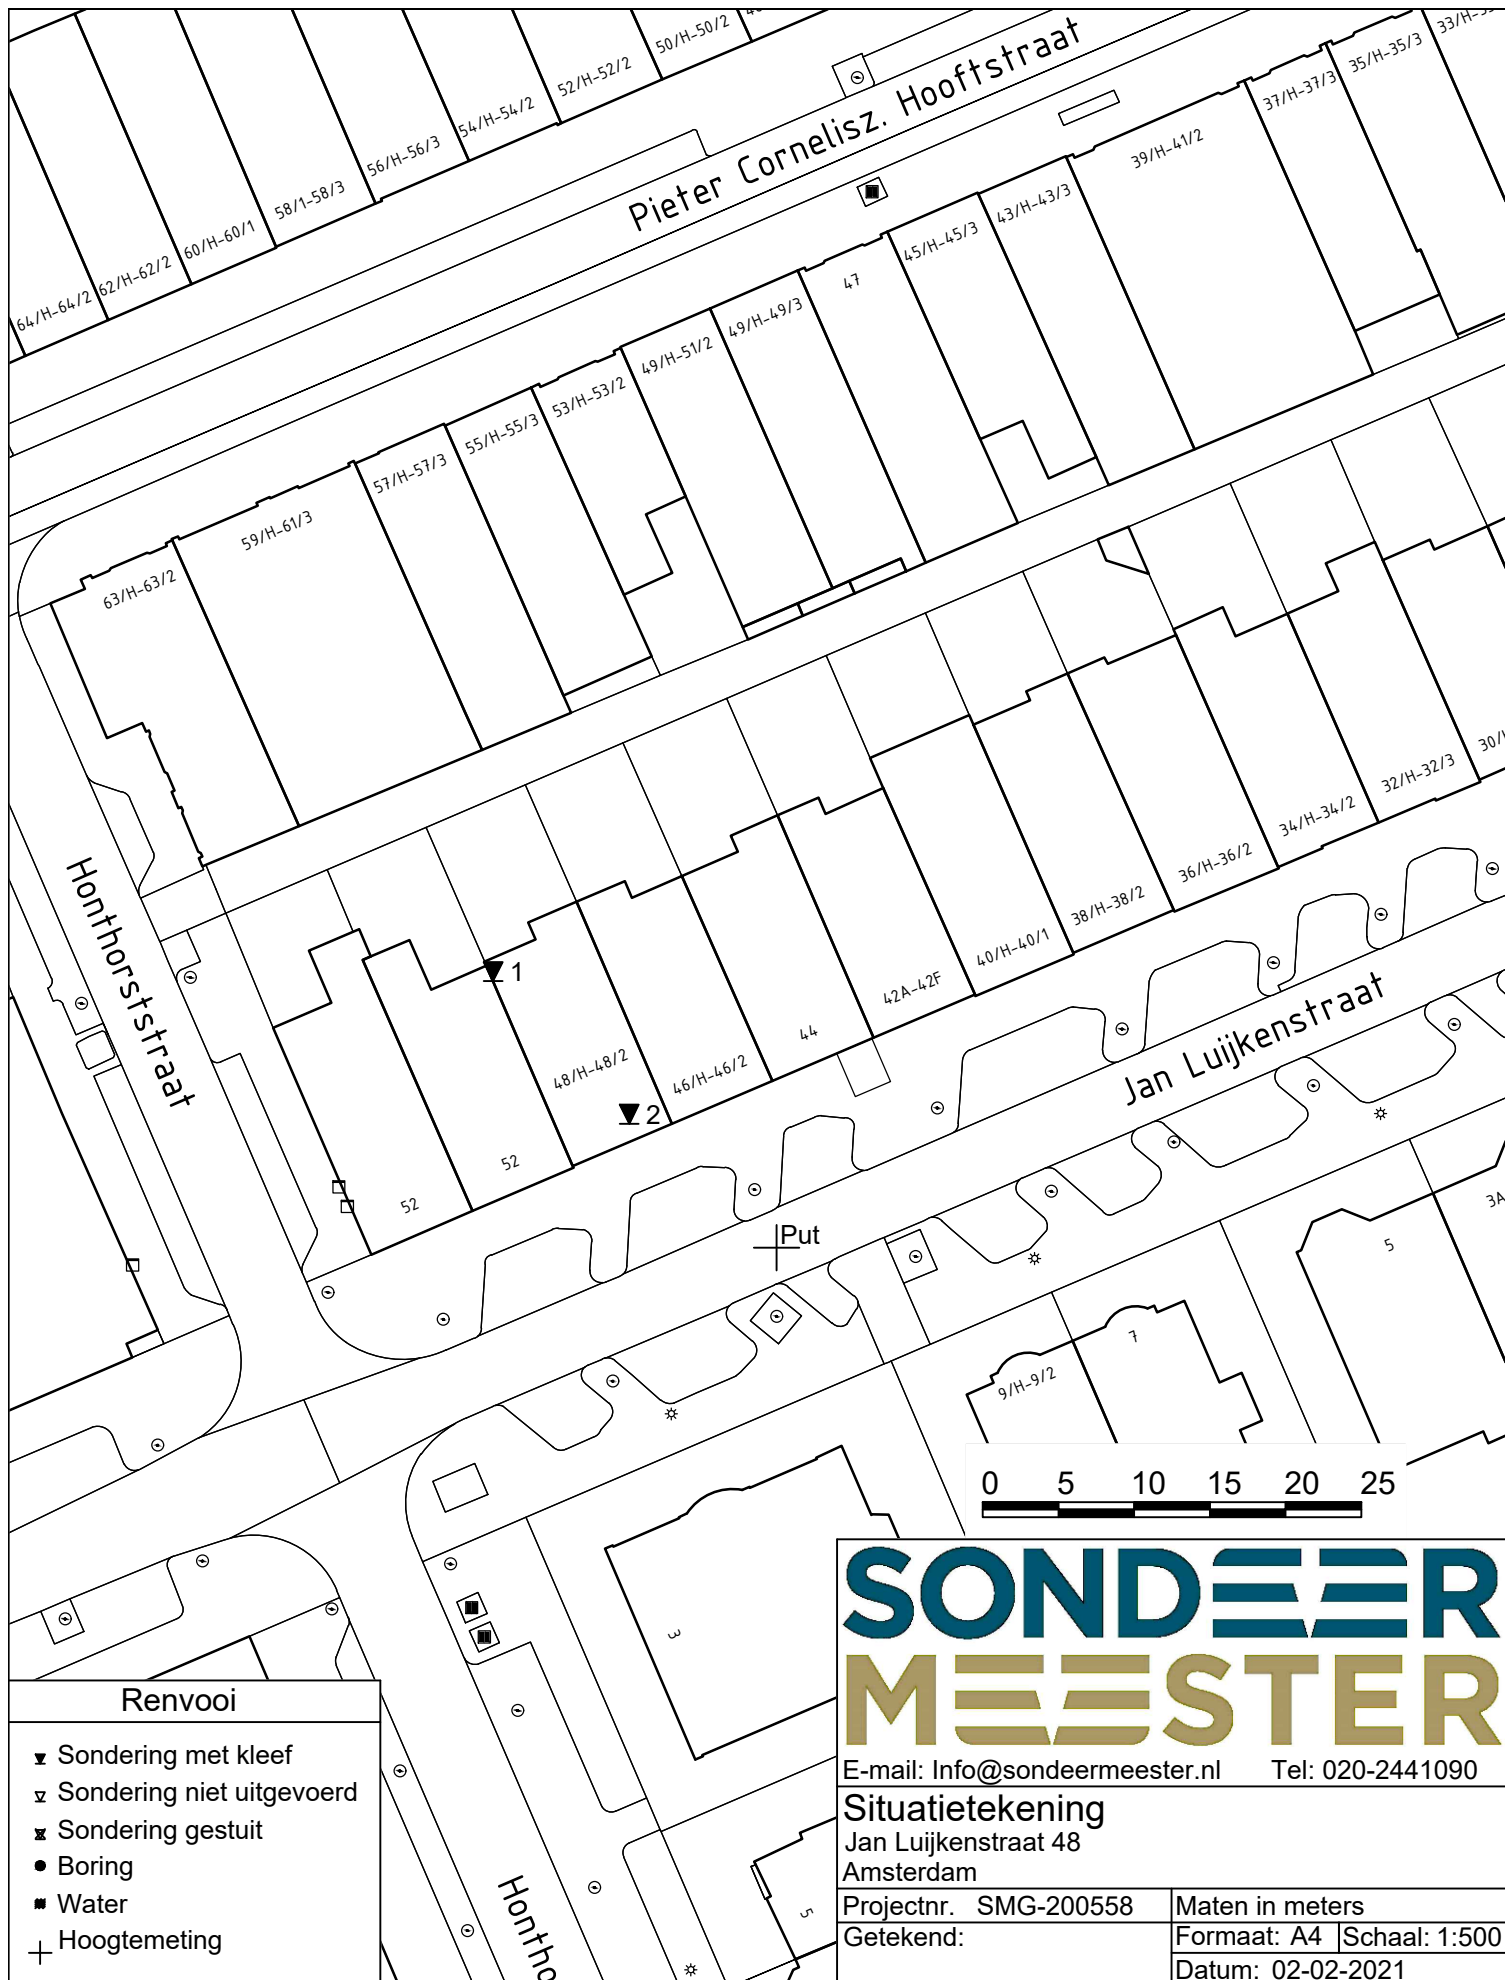 50/H-50/2
52/H-52/2
54/H-54/2
56/H-56/3
58/1-58/3
60/H-60/1
62/H-62/2
64/H-64/2
Pieter Cornelisz. Hooftstraat
35/H-35/3
37/H-37/3
39/H-41/2
43/H-43/3
45/H-45/3
47
49/H-49/3
49/H-51/2
53/H-53/2
55/H-55/3
57/H-57/3
59/H-61/3
63/H-63/2
Honthorststraat
32/H-32/3
34/H-34/2
36/H-36/2
38/H-38/2
40/H-40/1
42A-42F
44
46/H-46/2
48/H-48/2
52
52
1
2
Jan Luijkenstraat
Put
3A
5
7
9/H-9/2
3
5
Hontho
0 5 10 15 20 25
SONDEER
MEESTER
E-mail: Info@sondeermeester.nl Tel: 020-2441090
Situatietekening
Jan Luijkenstraat 48
Amsterdam
Projectnr. SMG-200558
Maten in meters
Getekend:
Formaat: A4
Schaal: 1:500
Datum: 02-02-2021
Renvooi
Sondering met kleef
Sondering niet uitgevoerd
Sondering gestuit
Boring
Water
Hoogtemeting